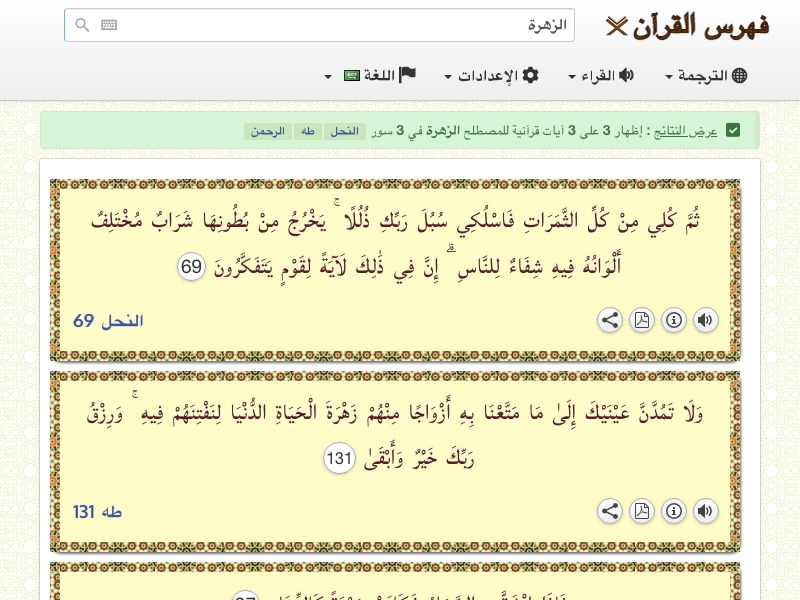 فهرس القرآن
الزهرة
الترجمة
القراء
الإعدادات
اللغة
عرض النتائج : إظهار 3 على 3 آيات قرآنية للمصطلح الزهرة في 3 سور النحل طه الرحمن
ثُمَّ كُلِي مِنْ كُلِّ الثَّمَرَاتِ فَاسْلُكِي سُبُلَ رَبِّكِ ذُلُلًا ۚ يَخْرُجُ مِنْ بُطُونِهَا شَرَابٌ مُخْتَلِفٌ
أَلْوَانُهُ فِيهِ شِفَاءٌ لِلنَّاسِ ۗ إِنَّ فِي ذَٰلِكَ لَآيَةً لِقَوْمٍ يَتَفَكَّرُونَ 69
النحل 69
وَلَا تَمُدَّنَّ عَيْنَيْكَ إِلَىٰ مَا مَتَّعْنَا بِهِ أَزْوَاجًا مِنْهُمْ زَهْرَةَ الْحَيَاةِ الدُّنْيَا لِنَفْتِنَهُمْ فِيهِ ۚ وَرِزْقُ
رَبِّكَ خَيْرٌ وَأَبْقَىٰ 131
طه 131